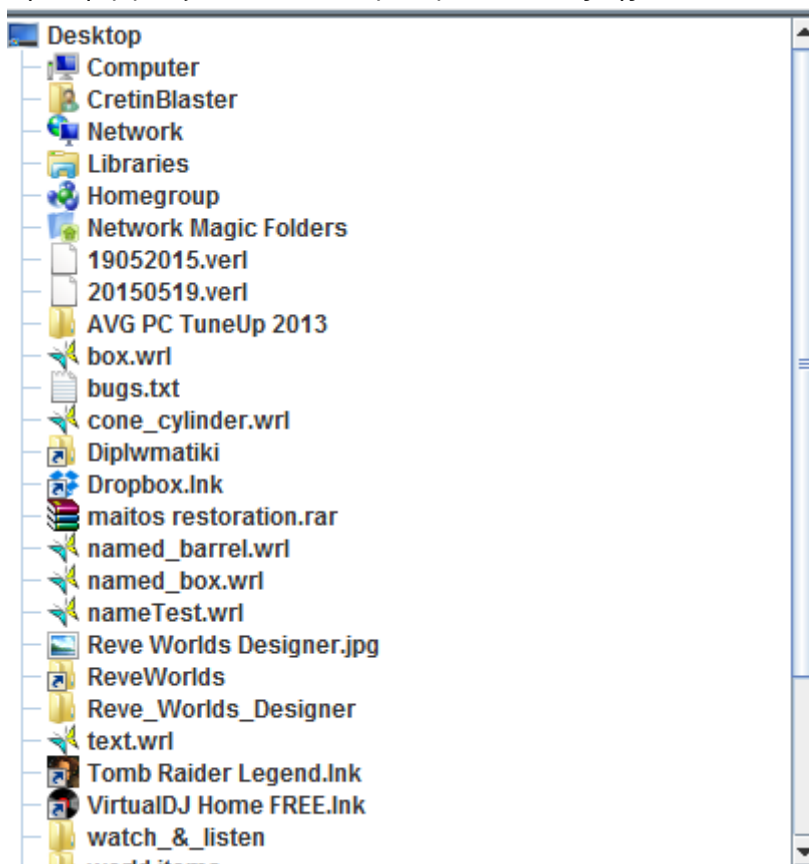 Desktop
Computer
CretinBlaster
Network
Libraries
Homegroup
Network Magic Folders
19052015.verl
20150519.verl
AVG PC TuneUp 2013
box.wrl
bugs.txt
cone_cylinder.wrl
Diplwmatiki
Dropbox.lnk
maitos restoration.rar
named_barrel.wrl
named_box.wrl
nameTest.wrl
Reve Worlds Designer.jpg
ReveWorlds
Reve_Worlds_Designer
text.wrl
Tomb Raider Legend.lnk
VirtualDJ Home FREE.lnk
watch_&_listen